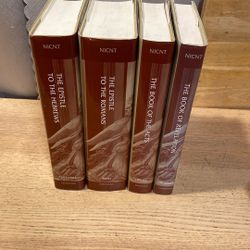 NICNT
THE EPISTLE
TO THE HEBREWS
NICNT
THE EPISTLE
TO THE ROMANS
NICNT
THE BOOK OF THE ACTS
NICNT
THE BOOK OF REVELATION